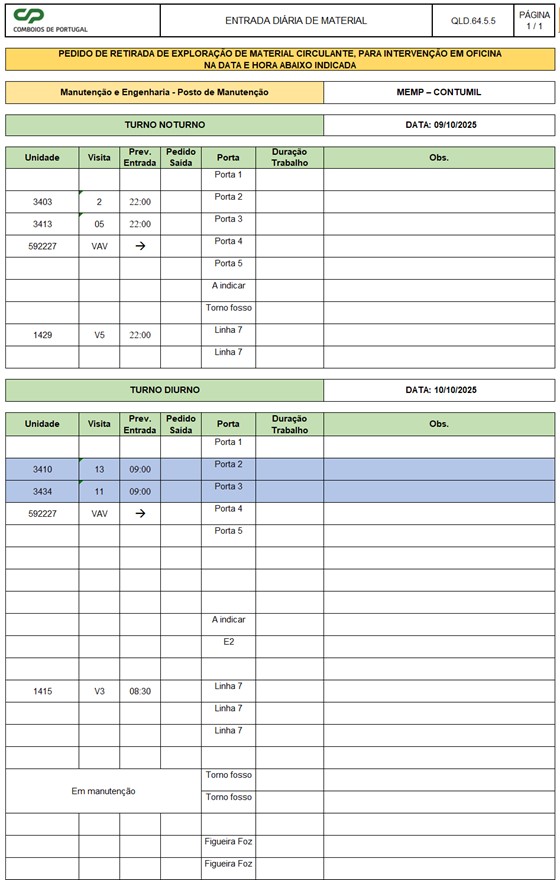 CP
COMBOIOS DE PORTUGAL
ENTRADA DIÁRIA DE MATERIAL
QLD.64.5.5
PÁGINA
1 / 1
PEDIDO DE RETIRADA DE EXPLORAÇÃO DE MATERIAL CIRCULANTE, PARA INTERVENÇÃO EM OFICINA
NA DATA E HORA ABAIXO INDICADA
Manutenção e Engenharia - Posto de Manutenção MEMP – CONTUMIL
TURNO NOTURNO DATA: 09/10/2025
Unidade Visita Prev. Entrada Pedido Saída Porta Duração Trabalho Obs.
Porta 1
3403 2 22:00 Porta 2
3413 05 22:00 Porta 3
592227 VAV → Porta 4
Porta 5
A indicar
Torno fosso
1429 V5 22:00 Linha 7
Linha 7
TURNO DIURNO DATA: 10/10/2025
Unidade Visita Prev. Entrada Pedido Saída Porta Duração Trabalho Obs.
Porta 1
3410 13 09:00 Porta 2
3434 11 09:00 Porta 3
592227 VAV → Porta 4
Porta 5
A indicar
E2
1415 V3 08:30 Linha 7
Linha 7
Linha 7
Em manutenção Torno fosso
Torno fosso
Figueira Foz
Figueira Foz